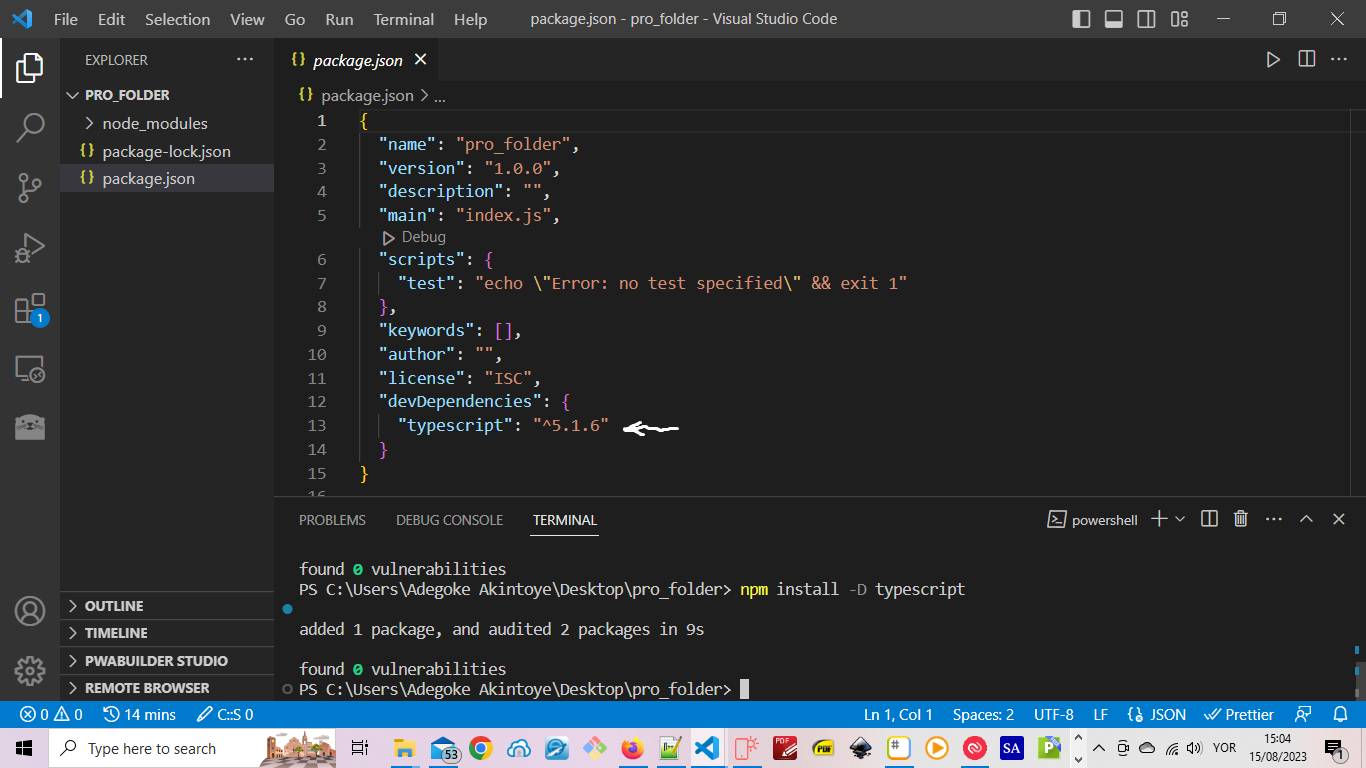 File Edit Selection View Go Run Terminal Help package.json - pro_folder - Visual Studio Code
EXPLORER
PRO_FOLDER
node_modules
package-lock.json
package.json
1
OUTLINE
TIMELINE
PWABUILDER STUDIO
REMOTE BROWSER
package.json
package.json > ...
1 {
2 "name": "pro_folder",
3 "version": "1.0.0",
4 "description": "",
5 "main": "index.js",
Debug
6 "scripts": {
7 "test": "echo \"Error: no test specified\" && exit 1"
8 },
9 "keywords": [],
10 "author": "",
11 "license": "ISC",
12 "devDependencies": {
13 "typescript": "^5.1.6"
14 }
15 }
16
PROBLEMS DEBUG CONSOLE TERMINAL powershell
found 0 vulnerabilities
PS C:\Users\Adegoke Akintoye\Desktop\pro_folder> npm install -D typescript
added 1 package, and audited 2 packages in 9s
found 0 vulnerabilities
PS C:\Users\Adegoke Akintoye\Desktop\pro_folder>
0 0 14 mins C::S 0 Ln 1, Col 1 Spaces: 2 UTF-8 LF {} JSON Prettier
Type here to search 53 PDF PDF SA P YOR 15:04
15/08/2023 1